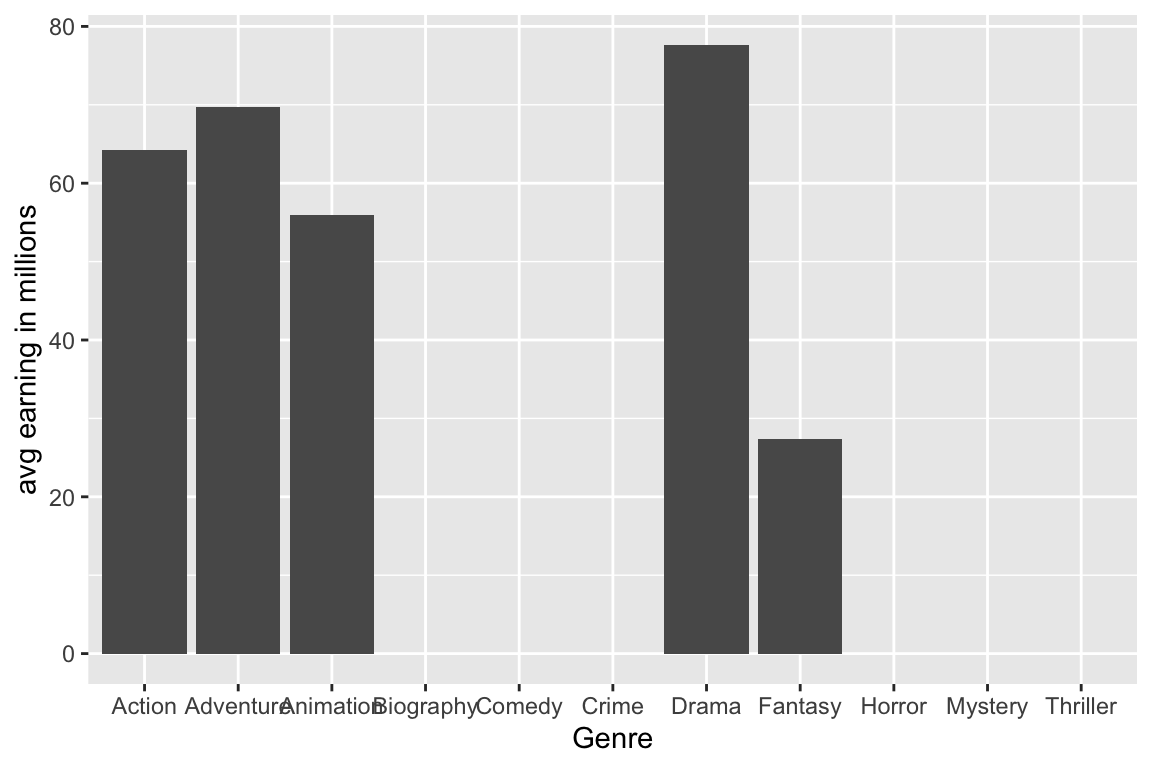 80
60
40
20
0
avg earning in millions
Action Adventure Animation Biography Comedy Crime Drama Fantasy Horror Mystery Thriller
Genre